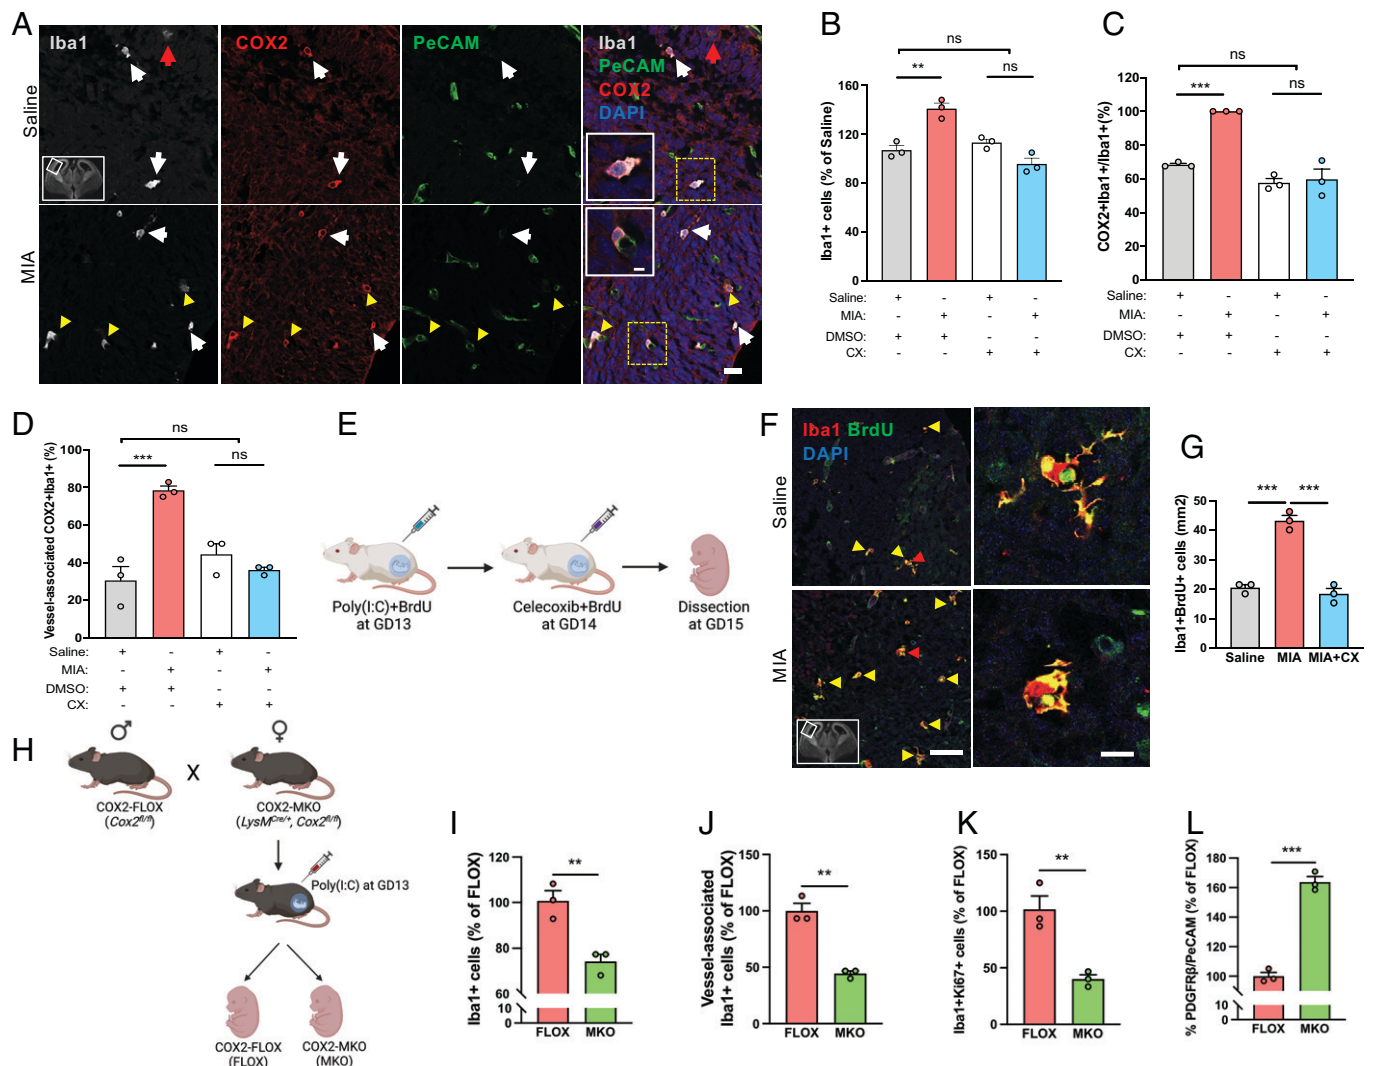 A
Iba1
COX2
PeCAM
Iba1
PeCAM
COX2
DAPI
Saline
MIA
B
Iba1+ cells (% of Saline)
160
120
80
40
0
ns
**
ns
Saline: + - + -
MIA: - + - +
DMSO: + + - -
CX: - - + +
C
COX2+Iba1+/Iba1+(%)
120
100
80
60
40
20
0
ns
***
ns
Saline: + - + -
MIA: - + - +
DMSO: + + - -
CX: - - + +
D
Vessel-associated COX2+Iba1+ (%)
100
80
60
40
20
0
ns
***
ns
Saline: + - + -
MIA: - + - +
DMSO: + + - -
CX: - - + +
E
Poly(I:C)+BrdU
at GD13
Celecoxib+BrdU
at GD14
Dissection
at GD15
F
Iba1 BrdU
DAPI
Saline
MIA
G
Iba1+BrdU+ cells (mm2)
50
40
30
20
10
0
*** ***
Saline MIA MIA+CX
H
♂ ♀
X
COX2-FLOX
(Cox2fl/fl)
COX2-MKO
(LysMCre/+, Cox2fl/fl)
Poly(I:C) at GD13
COX2-FLOX
(FLOX)
COX2-MKO
(MKO)
I
Iba1+ cells (% of FLOX)
120
100
80
60
10
0
**
FLOX MKO
J
Vessel-associated
Iba1+ cells (% of FLOX)
150
100
50
0
**
FLOX MKO
K
Iba1+Ki67+ cells (% of FLOX)
150
100
50
0
**
FLOX MKO
L
% PDGFRβ/PeCAM (% of FLOX)
180
160
140
120
100
10
0
***
FLOX MKO